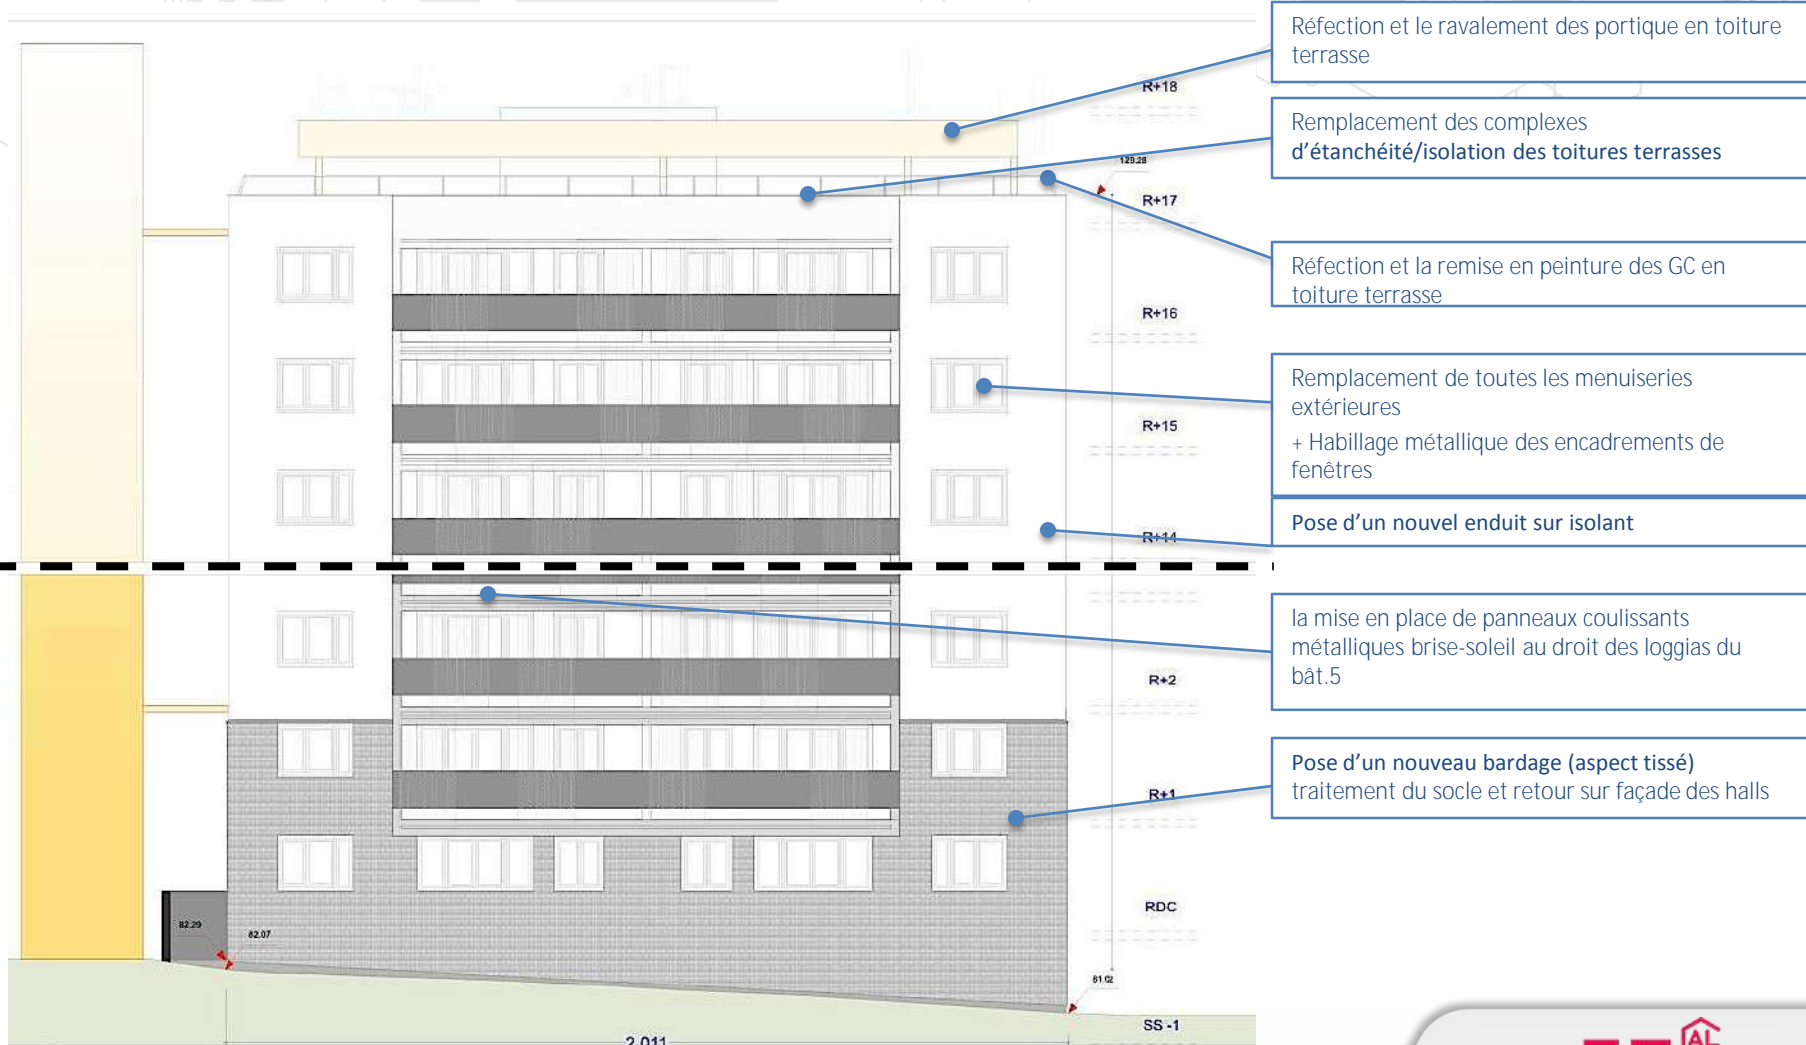 Réfection et le ravalement des portique en toiture
terrasse
R+18
Remplacement des complexes
d'étanchéité/isolation des toitures terrasses
129.28
R+17
Réfection et la remise en peinture des GC en
toiture terrasse
R+16
Remplacement de toutes les menuiseries
extérieures
+ Habillage métallique des encadrements de
fenêtres
R+15
Pose d'un nouvel enduit sur isolant
R+14
la mise en place de panneaux coulissants
métalliques brise-soleil au droit des loggias du
bât.5
R+2
Pose d'un nouveau bardage (aspect tissé)
traitement du socle et retour sur façade des halls
R+1
RDC
82.29
82.07
81.02
SS -1
2.011
AL